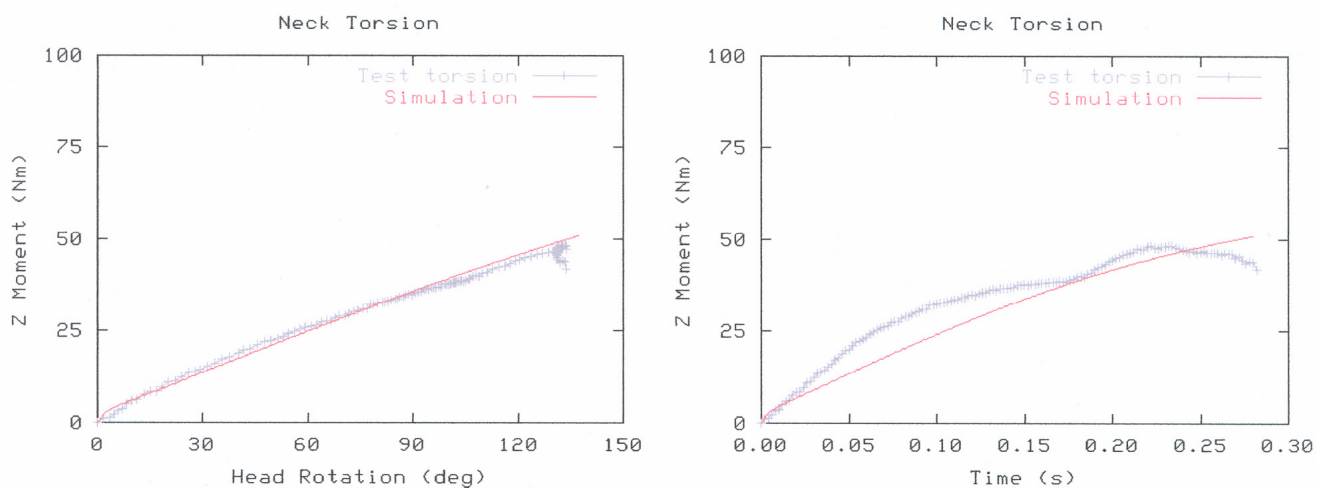 Neck Torsion
100
75
50
25
0
Z Moment (Nm)
Test torsion
Simulation
0 30 60 90 120 150
Head Rotation (deg)
Neck Torsion
100
75
50
25
0
Z Moment (Nm)
Test torsion
Simulation
0.00 0.05 0.10 0.15 0.20 0.25 0.30
Time (s)